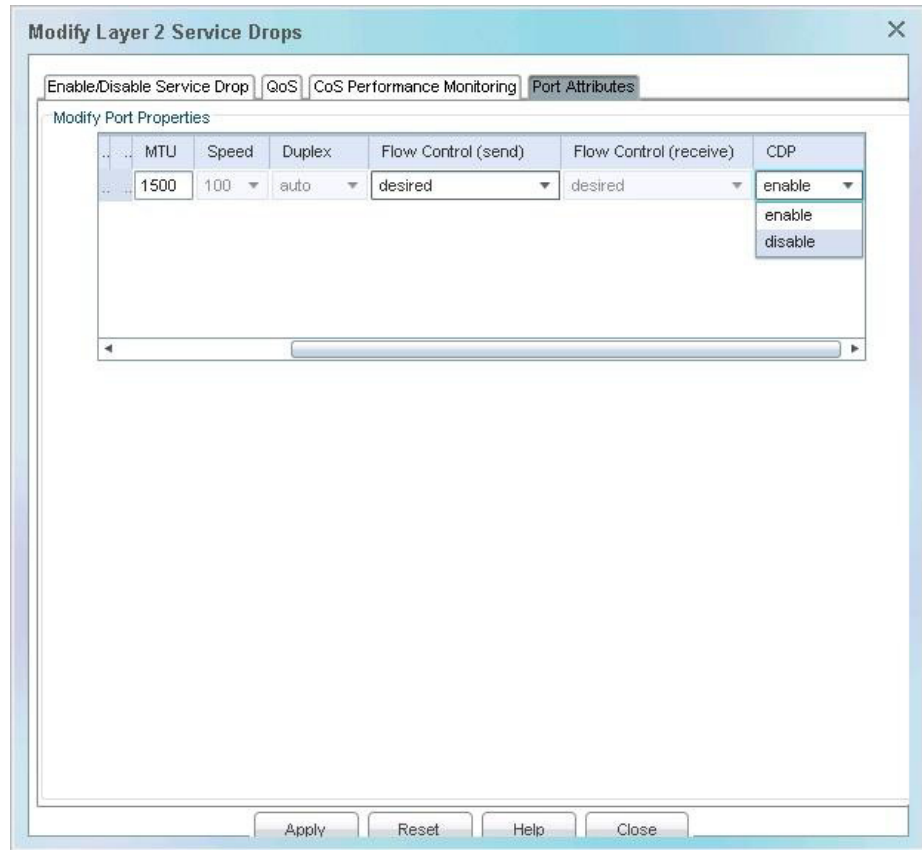 Modify Layer 2 Service Drops
Enable/Disable Service Drop QoS CoS Performance Monitoring Port Attributes
Modify Port Properties
.. .. MTU Speed Duplex Flow Control (send) Flow Control (receive) CDP
.. .. 1500 100 auto desired desired enable
enable
disable
Apply Reset Help Close